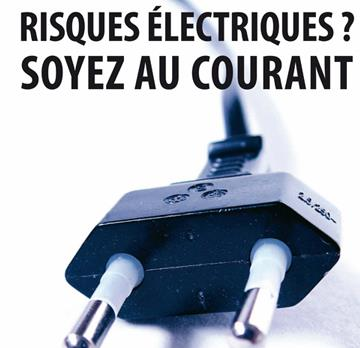 RISQUES ÉLECTRIQUES ?
SOYEZ AU COURANT